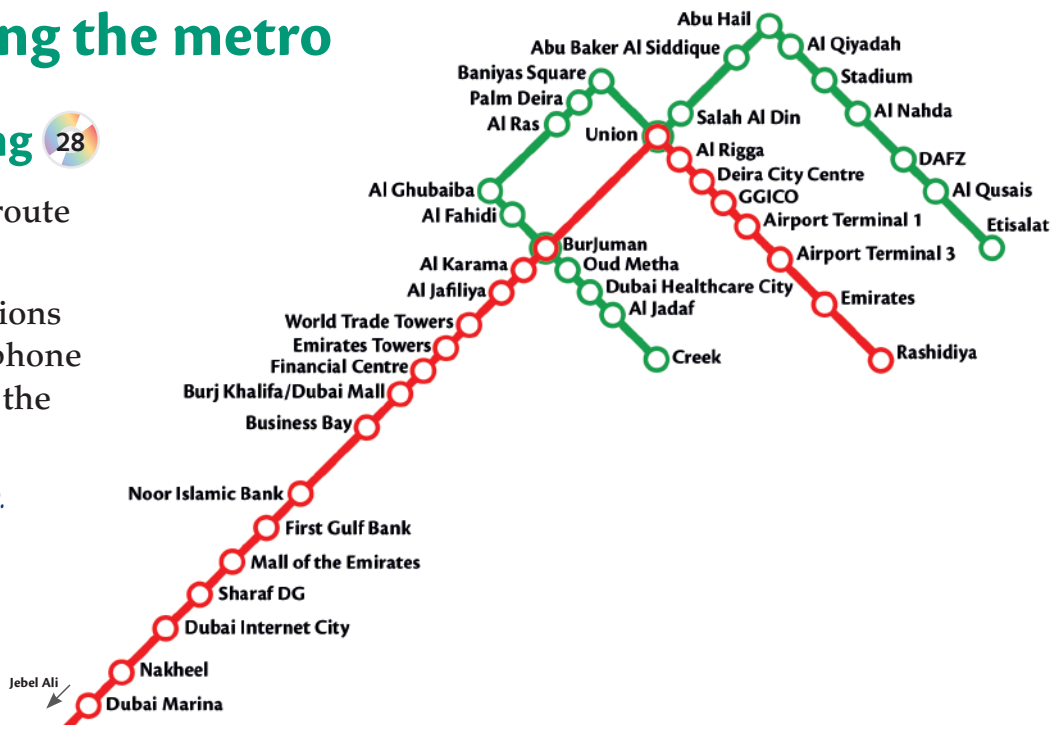 ng the metro
ng 28
route
ions
phone
the
Abu Hail
Abu Baker Al Siddique
Al Qiyadah
Baniyas Square
Stadium
Palm Deira
Al Nahda
Al Ras
Salah Al Din
Union
Al Rigga
DAFZ
Deira City Centre
Al Ghubaiba
Al Qusais
GGICO
Al Fahidi
Airport Terminal 1
Etisalat
BurJuman
Airport Terminal 3
Al Karama
Oud Metha
Al Jafiliya
Dubai Healthcare City
Emirates
Al Jadaf
World Trade Towers
Emirates Towers
Rashidiya
Creek
Financial Centre
Burj Khalifa/Dubai Mall
Business Bay
Noor Islamic Bank
First Gulf Bank
Mall of the Emirates
Sharaf DG
Dubai Internet City
Nakheel
Jebel Ali
Dubai Marina